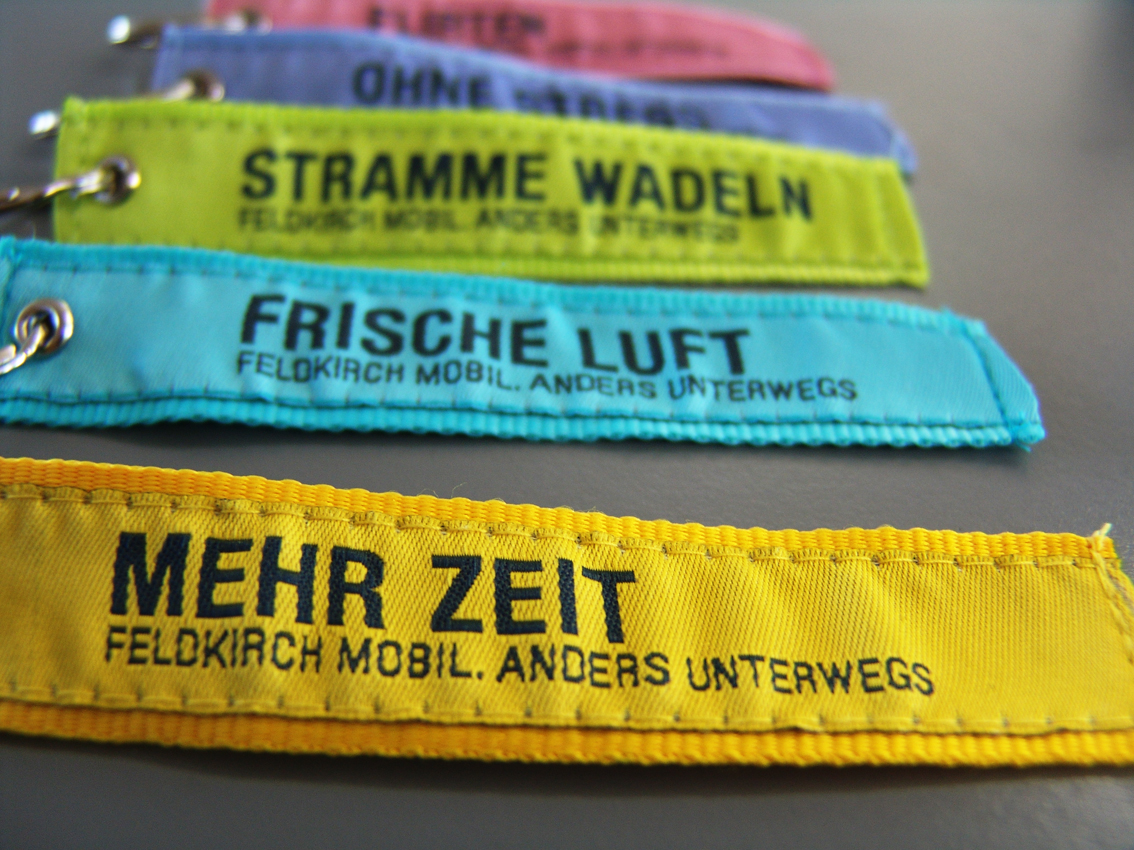 OHNE
STRAMME WADELN
FELDKIRCH MOBIL. ANDERS UNTERWEGS
FRISCHE LUFT
FELDKIRCH MOBIL. ANDERS UNTERWEGS
MEHR ZEIT
FELDKIRCH MOBIL. ANDERS UNTERWEGS